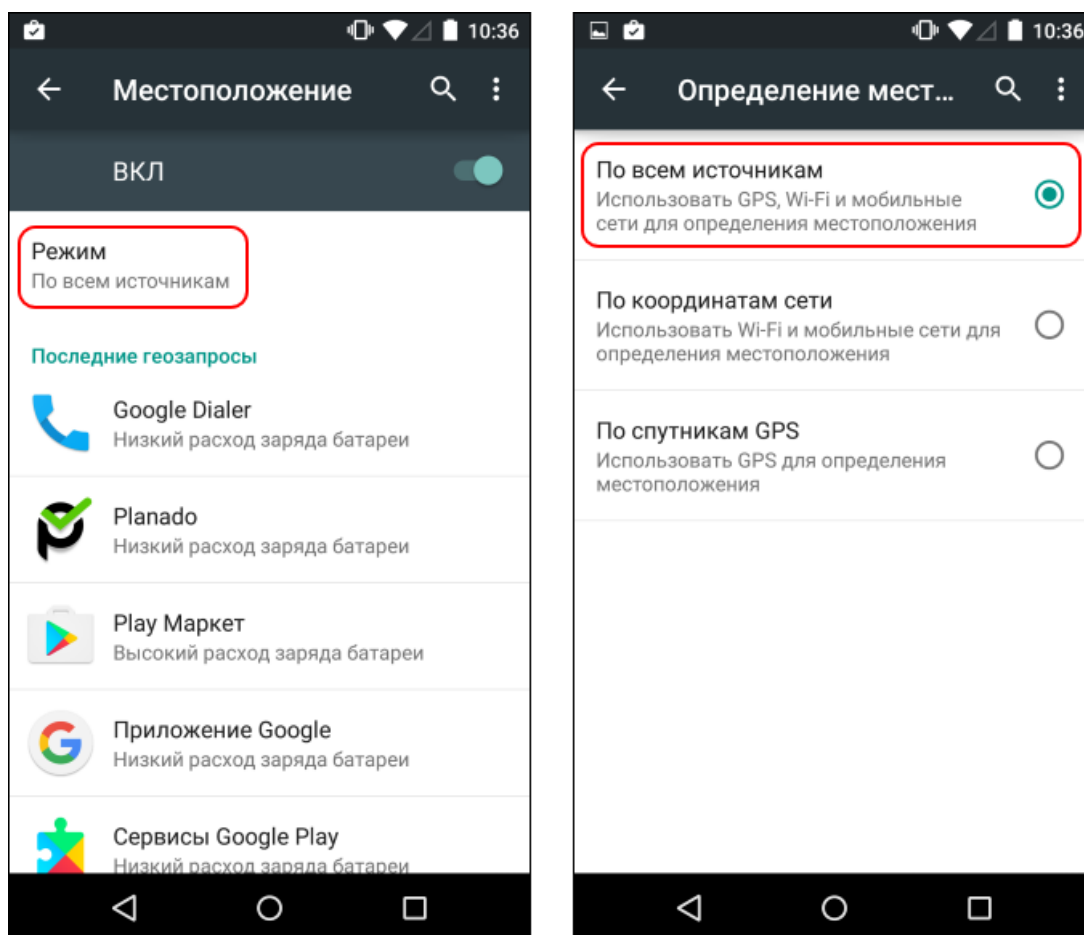 10:36
Местоположение
ВКЛ
Режим
По всем источникам
Последние геозапросы
Google Dialer
Низкий расход заряда батареи
Planado
Низкий расход заряда батареи
Play Маркет
Высокий расход заряда батареи
Приложение Google
Низкий расход заряда батареи
Сервисы Google Play
Низкий расход заряда батареи
10:36
Определение мест...
По всем источникам
Использовать GPS, Wi-Fi и мобильные
сети для определения местоположения
По координатам сети
Использовать Wi-Fi и мобильные сети для
определения местоположения
По спутникам GPS
Использовать GPS для определения
местоположения